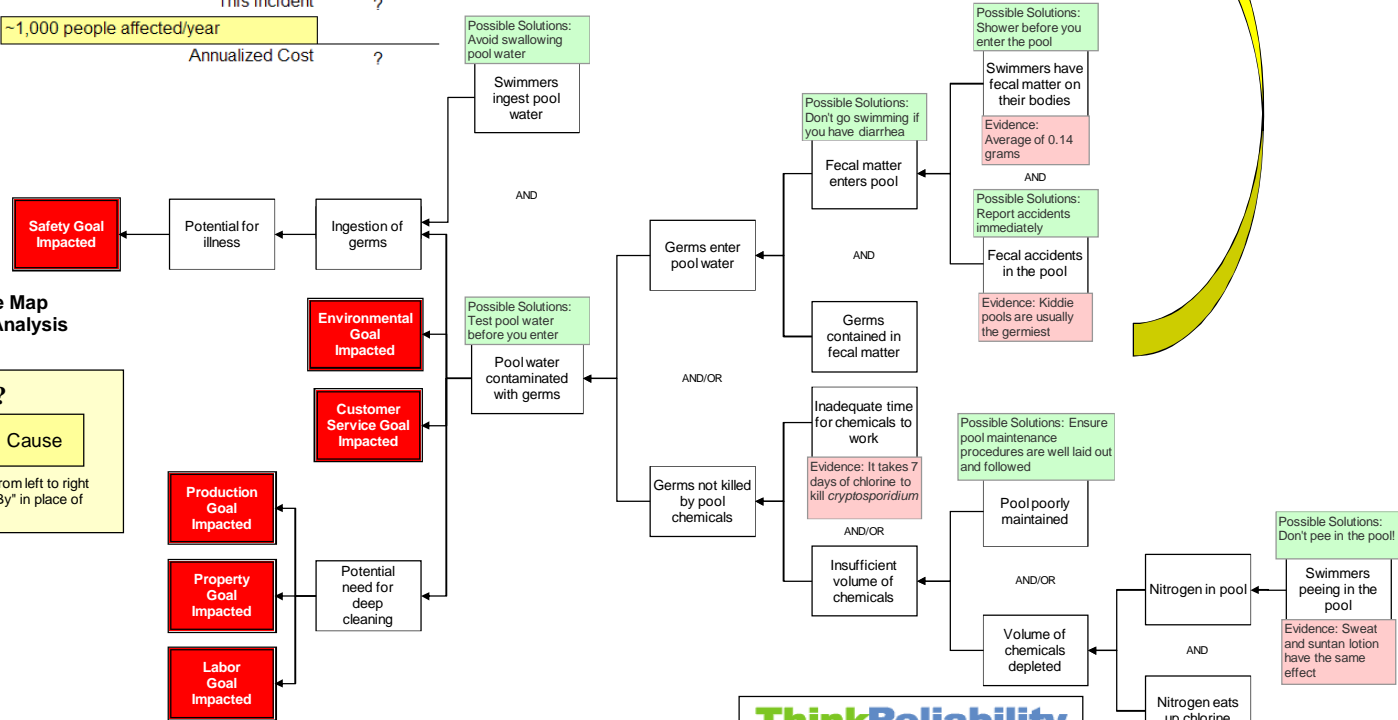 This Incident ?
~1,000 people affected/year
Annualized Cost ?
Possible Solutions:
Avoid swallowing
pool water
Swimmers
ingest pool
water
AND
Safety Goal
Impacted
Potential for
illness
Ingestion of
germs
e Map
Analysis
?
Cause
rom left to right
By" in place of
Environmental
Goal
Impacted
Customer
Service Goal
Impacted
Production
Goal
Impacted
Property
Goal
Impacted
Labor
Goal
Impacted
Potential
need for
deep
cleaning
Possible Solutions:
Test pool water
before you enter
Pool water
contaminated
with germs
AND/OR
Germs enter
pool water
Germs not killed
by pool
chemicals
Possible Solutions:
Don't go swimming if
you have diarrhea
Fecal matter
enters pool
AND
Germs
contained in
fecal matter
Inadequate time
for chemicals to
work
Evidence: It takes 7
days of chlorine to
kill cryptosporidium
AND/OR
Insufficient
volume of
chemicals
Possible Solutions:
Shower before you
enter the pool
Swimmers have
fecal matter on
their bodies
Evidence:
Average of 0.14
grams
AND
Possible Solutions:
Report accidents
immediately
Fecal accidents
in the pool
Evidence: Kiddie
pools are usually
the germiest
Possible Solutions: Ensure
pool maintenance
procedures are well laid out
and followed
Pool poorly
maintained
AND/OR
Volume of
chemicals
depleted
Nitrogen in pool
AND
Nitrogen eats
up chlorine
Possible Solutions:
Don't pee in the pool!
Swimmers
peeing in the
pool
Evidence: Sweat
and suntan lotion
have the same
effect
ThinkReliability